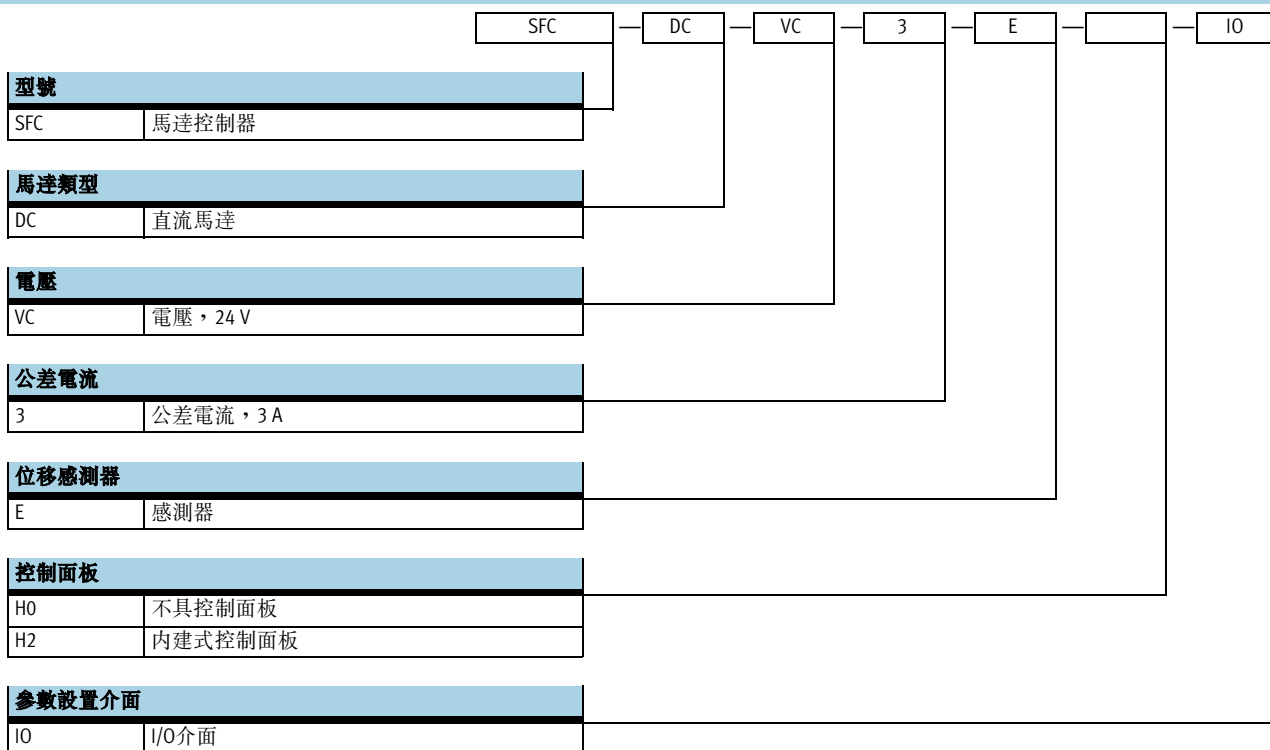 SFC — DC — VC — 3 — E — — IO
型號
SFC 馬達控制器
馬達類型
DC 直流馬達
電壓
VC 電壓，24 V
公差電流
3 公差電流，3 A
位移感測器
E 感測器
控制面板
H0 不具控制面板
H2 內建式控制面板
參數設置介面
IO I/O介面